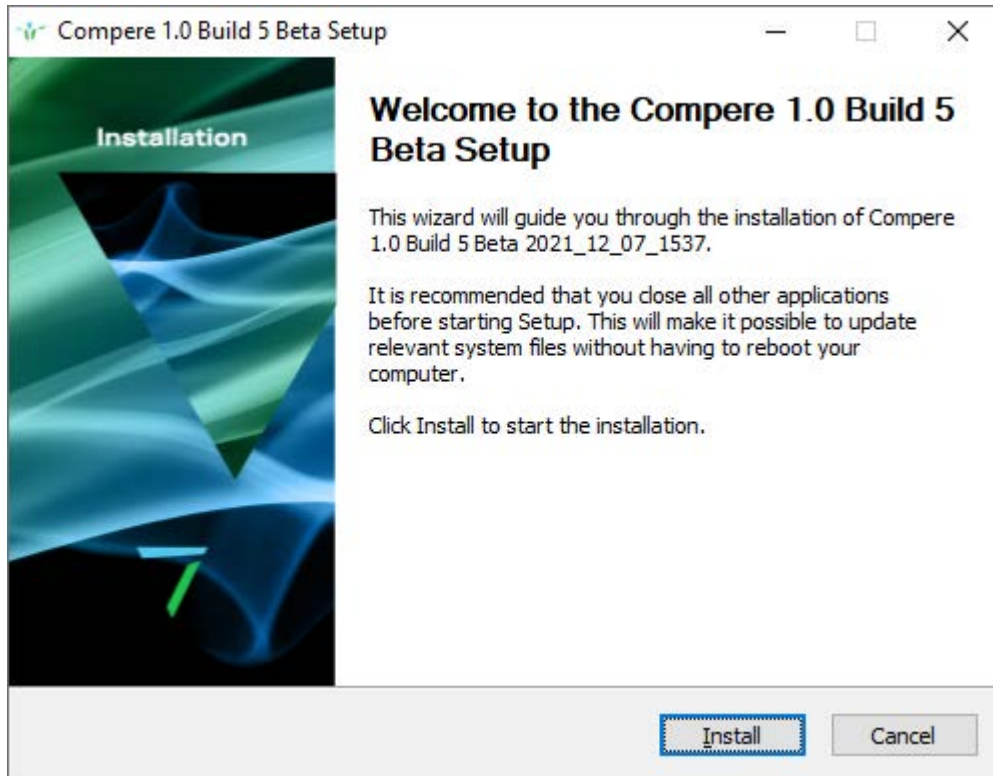 Compere 1.0 Build 5 Beta Setup
Installation
Welcome to the Compere 1.0 Build 5
Beta Setup
This wizard will guide you through the installation of Compere
1.0 Build 5 Beta 2021_12_07_1537.
It is recommended that you close all other applications
before starting Setup. This will make it possible to update
relevant system files without having to reboot your
computer.
Click Install to start the installation.
Install
Cancel